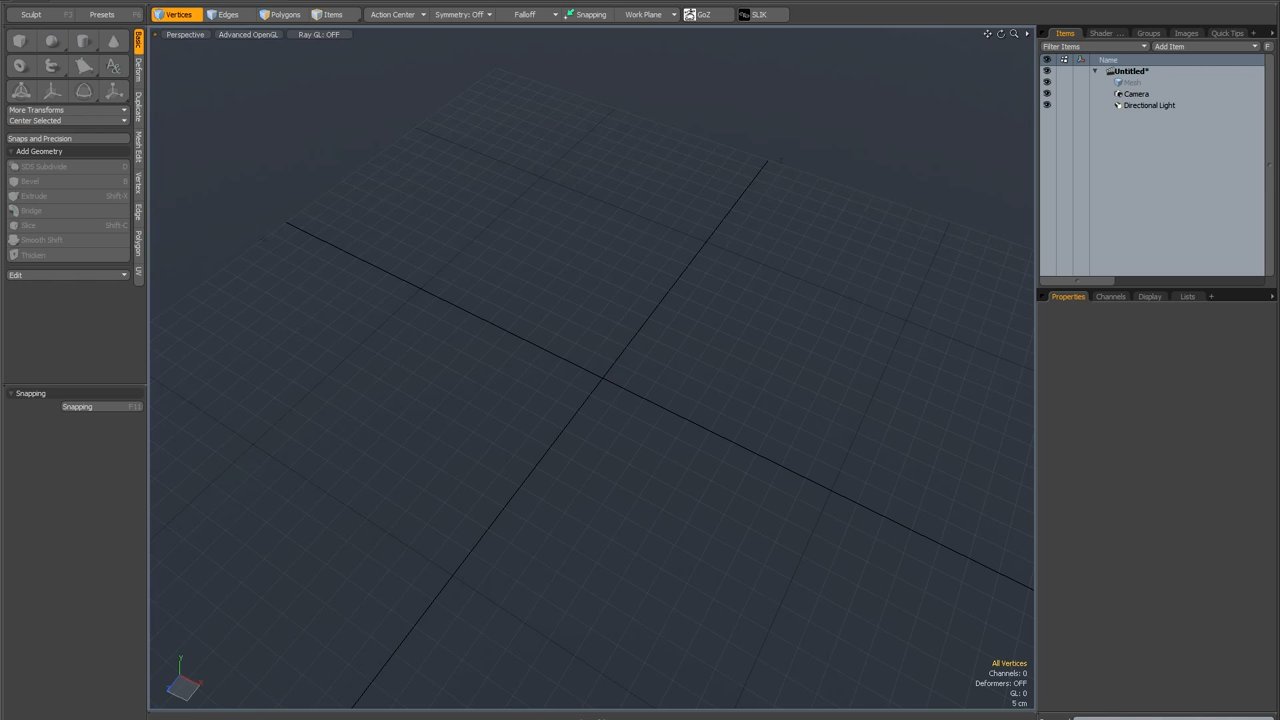 Sculpt F3 Presets F6 Vertices Edges Polygons Items Action Center Symmetry: Off Falloff Snapping Work Plane GoZ SLIK
Perspective Advanced OpenGL Ray GL: OFF
Items Shader ... Groups Images Quick Tips +
Filter Items Add Item F
Name
Untitled*
Mesh
Camera
Directional Light
Basic
Deform
Duplicate
Mesh Edit
Vertex
Edge
Polygon
UV
More Transforms
Center Selected
Snaps and Precision
Add Geometry
SDS Subdivide D
Bevel B
Extrude Shift-X
Bridge
Slice Shift-C
Smooth Shift
Thicken
Edit
Properties Channels Display Lists +
Snapping
Snapping F11
Y
X
Z
All Vertices
Channels: 0
Deformers: OFF
GL: 0
5 cm